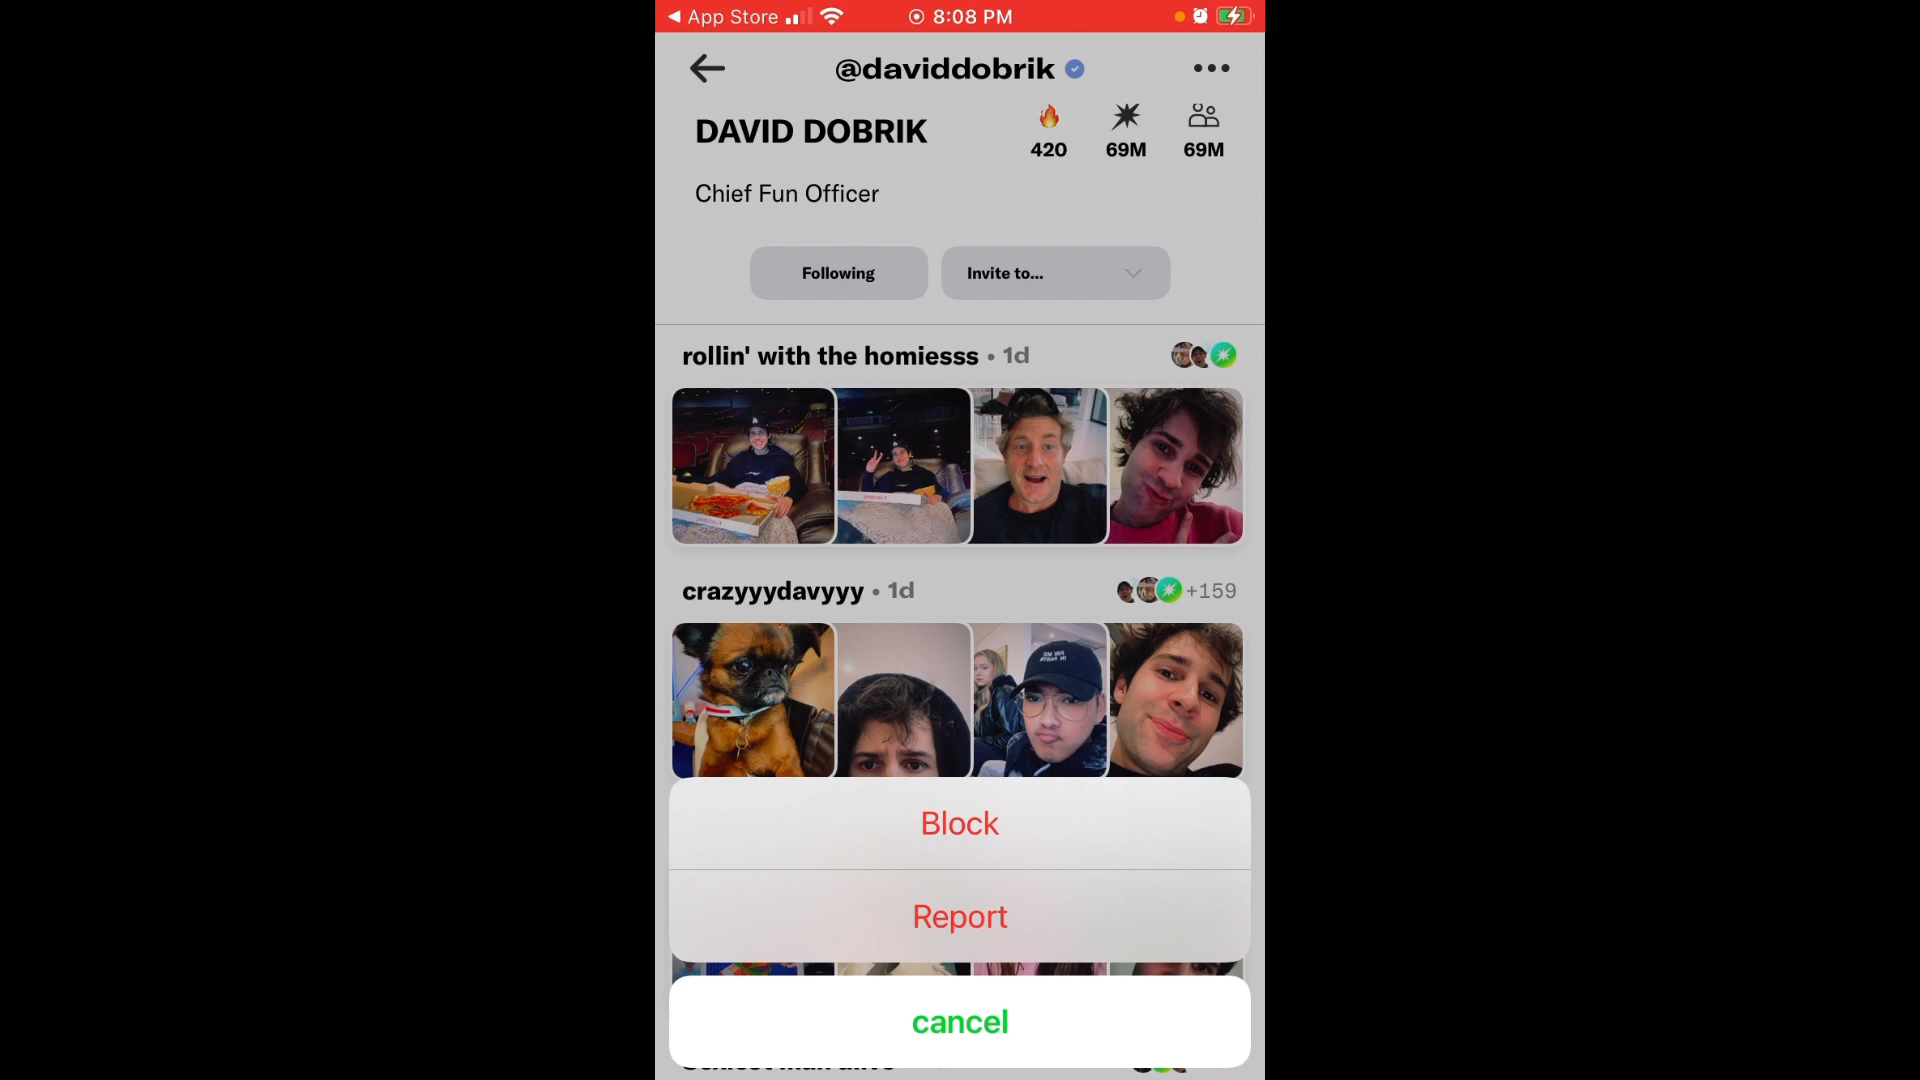 App Store 8:08 PM
@daviddobrik
DAVID DOBRIK
420 69M 69M
Chief Fun Officer
Following Invite to...
rollin' with the homiesss • 1d
crazyyydavyyy • 1d +159
Block
Report
cancel